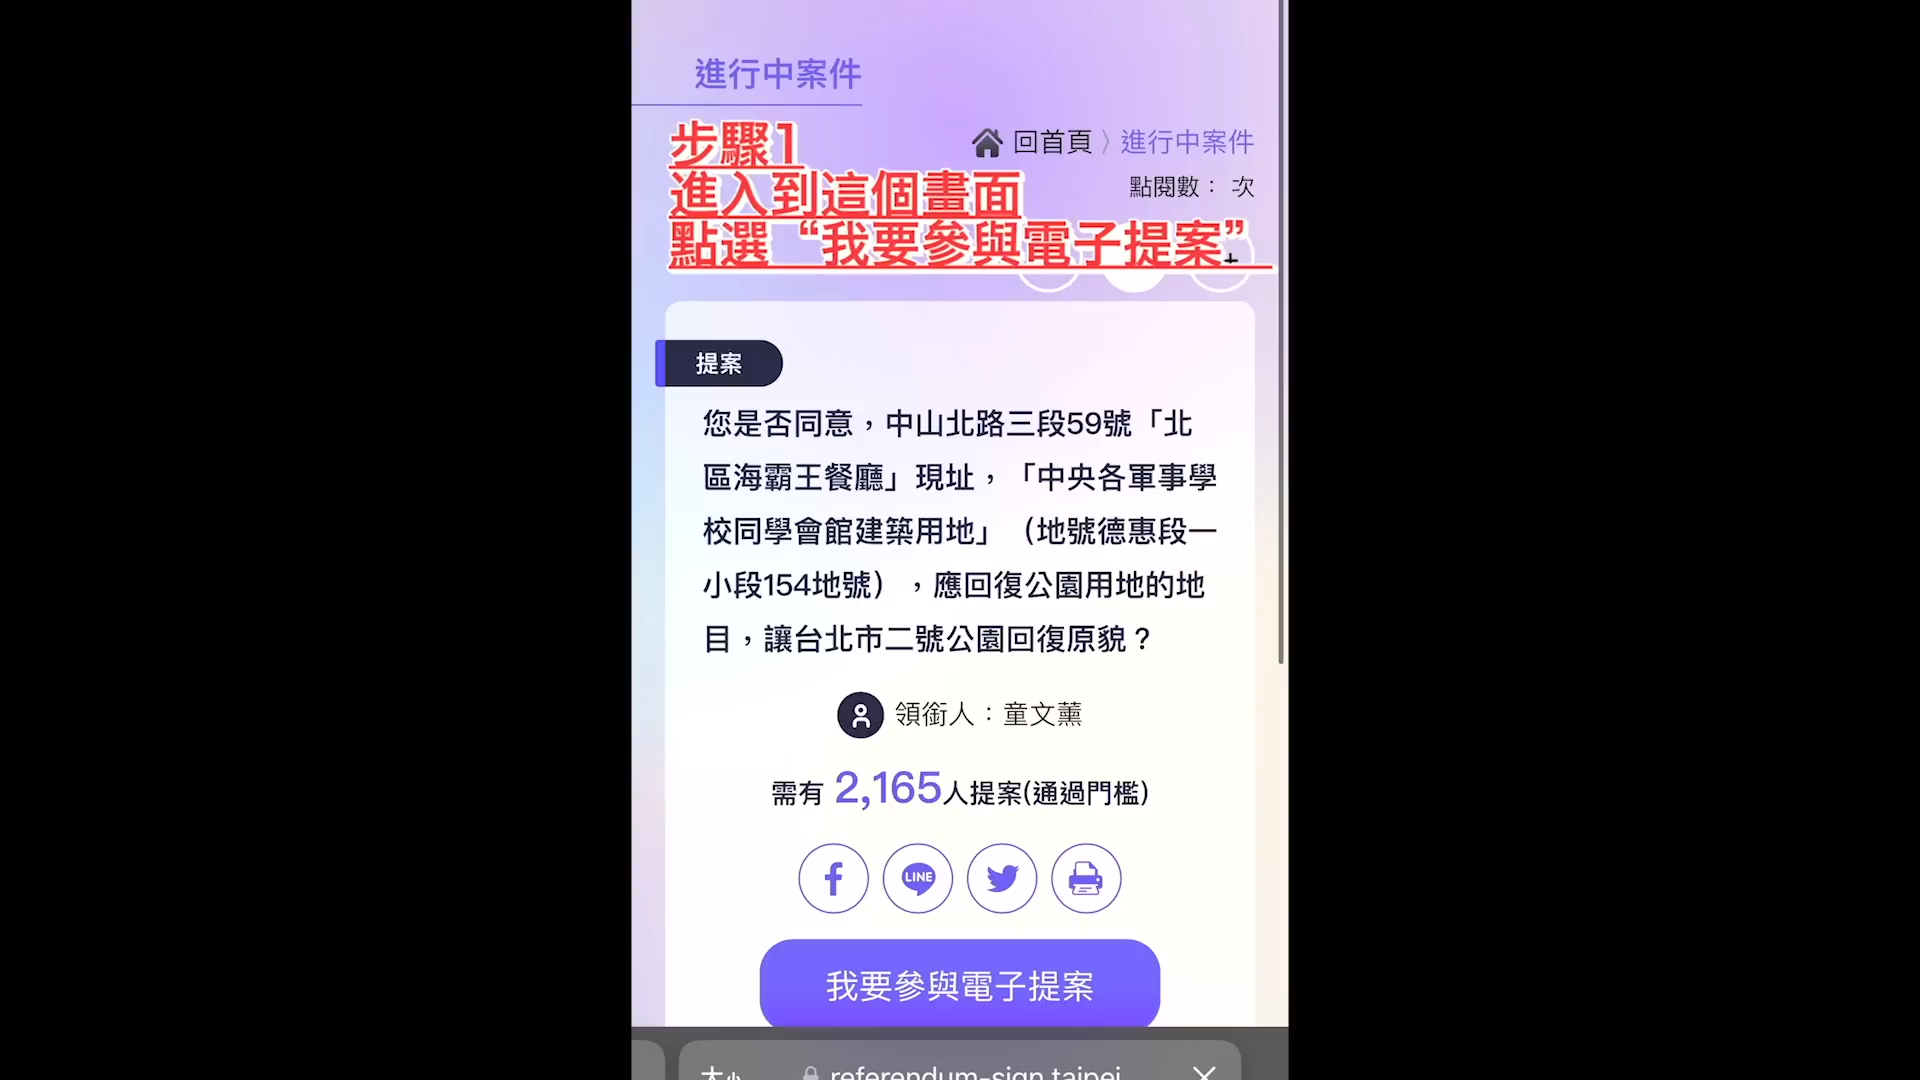 進行中案件
步驟1
回首頁〉進行中案件
進入到這個畫面
點閱數： 次
點選“我要參與電子提案”
+
提案
您是否同意，中山北路三段59號「北
區海霸王餐廳」現址，「中央各軍事學
校同學會館建築用地」（地號德惠段一
小段154地號），應回復公園用地的地
目，讓台北市二號公園回復原貌？
領銜人：童文薰
需有 2,165人提案(通過門檻)
LINE
我要參與電子提案
大小
referendum-sign.taipei